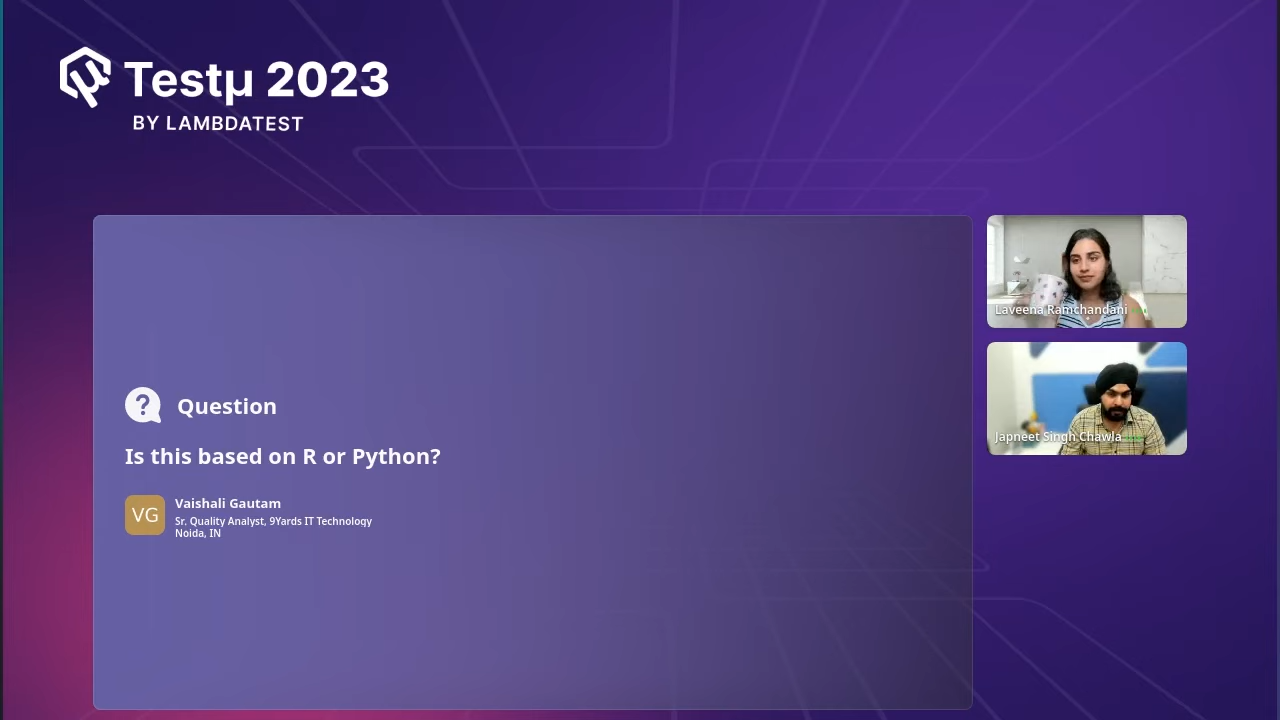 Testμ 2023
BY LAMBDATEST
Question
Is this based on R or Python?
VG
Vaishali Gautam
Sr. Quality Analyst, 9Yards IT Technology
Noida, IN
Laveena Ramchandani
Japneet Singh Chawla